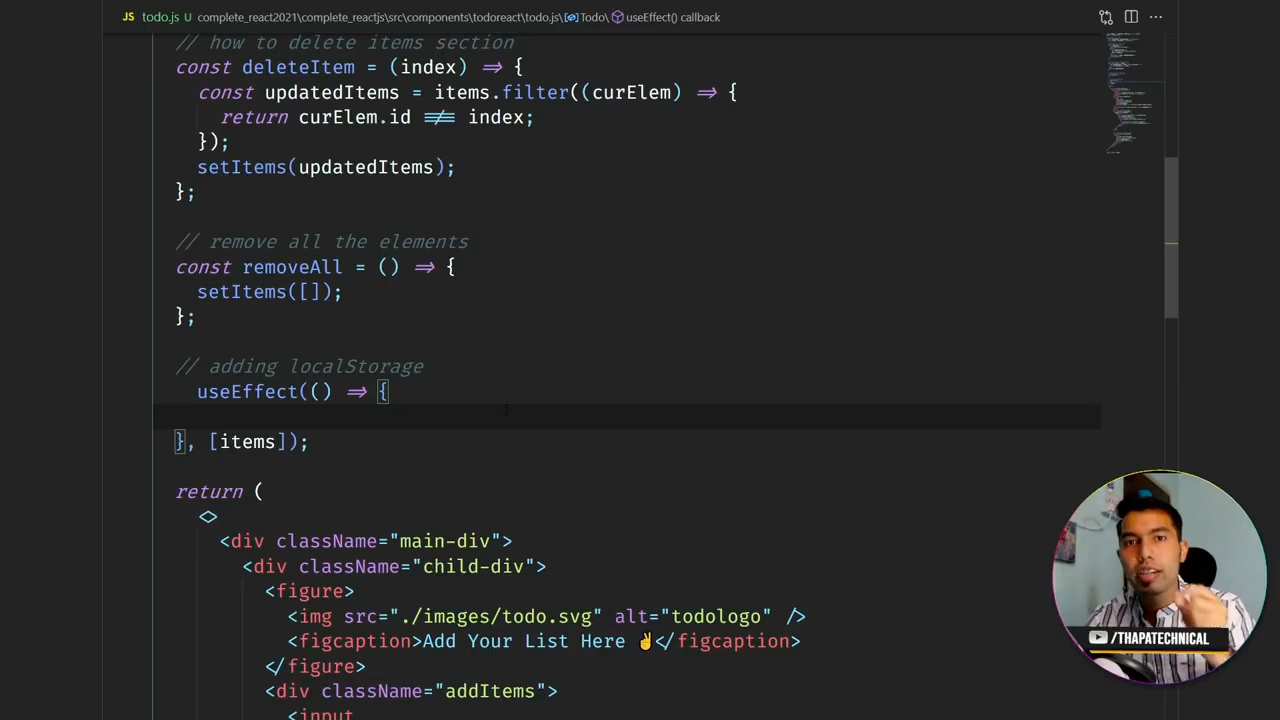 JS todo.js U complete_react2021\complete_reactjs\src\components\todoreact\todo.js\Todo\useEffect() callback
// how to delete items section
const deleteItem = (index) => {
const updatedItems = items.filter((curElem) => {
return curElem.id !== index;
});
setItems(updatedItems);
};
// remove all the elements
const removeAll = () => {
setItems([]);
};
// adding localStorage
useEffect(() => {
}, [items]);
return (
<>
<div className="main-div">
<div className="child-div">
<figure>
<img src="./images/todo.svg" alt="todologo" />
<figcaption>Add Your List Here ✌</figcaption>
</figure>
<div className="addItems">
<input
/THAPATECHNICAL